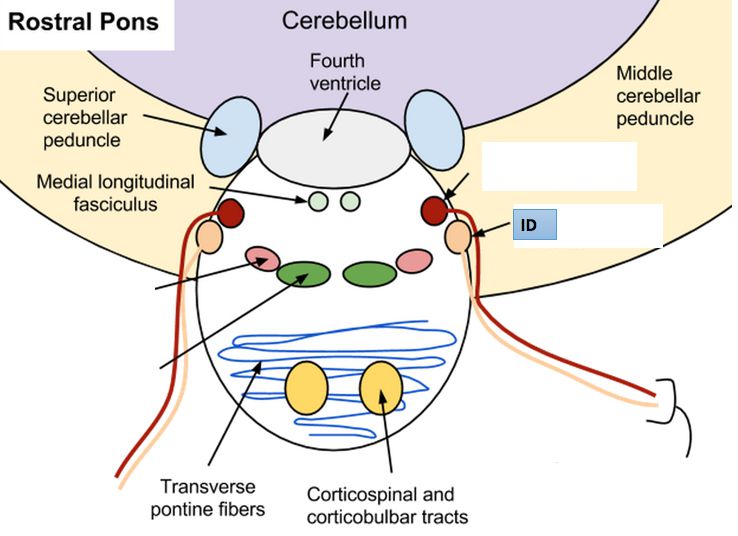 Rostral Pons
Cerebellum
Fourth
ventricle
Middle
cerebellar
peduncle
Superior
cerebellar
peduncle
Medial longitudinal
fasciculus
ID
Transverse
pontine fibers
Corticospinal and
corticobulbar tracts